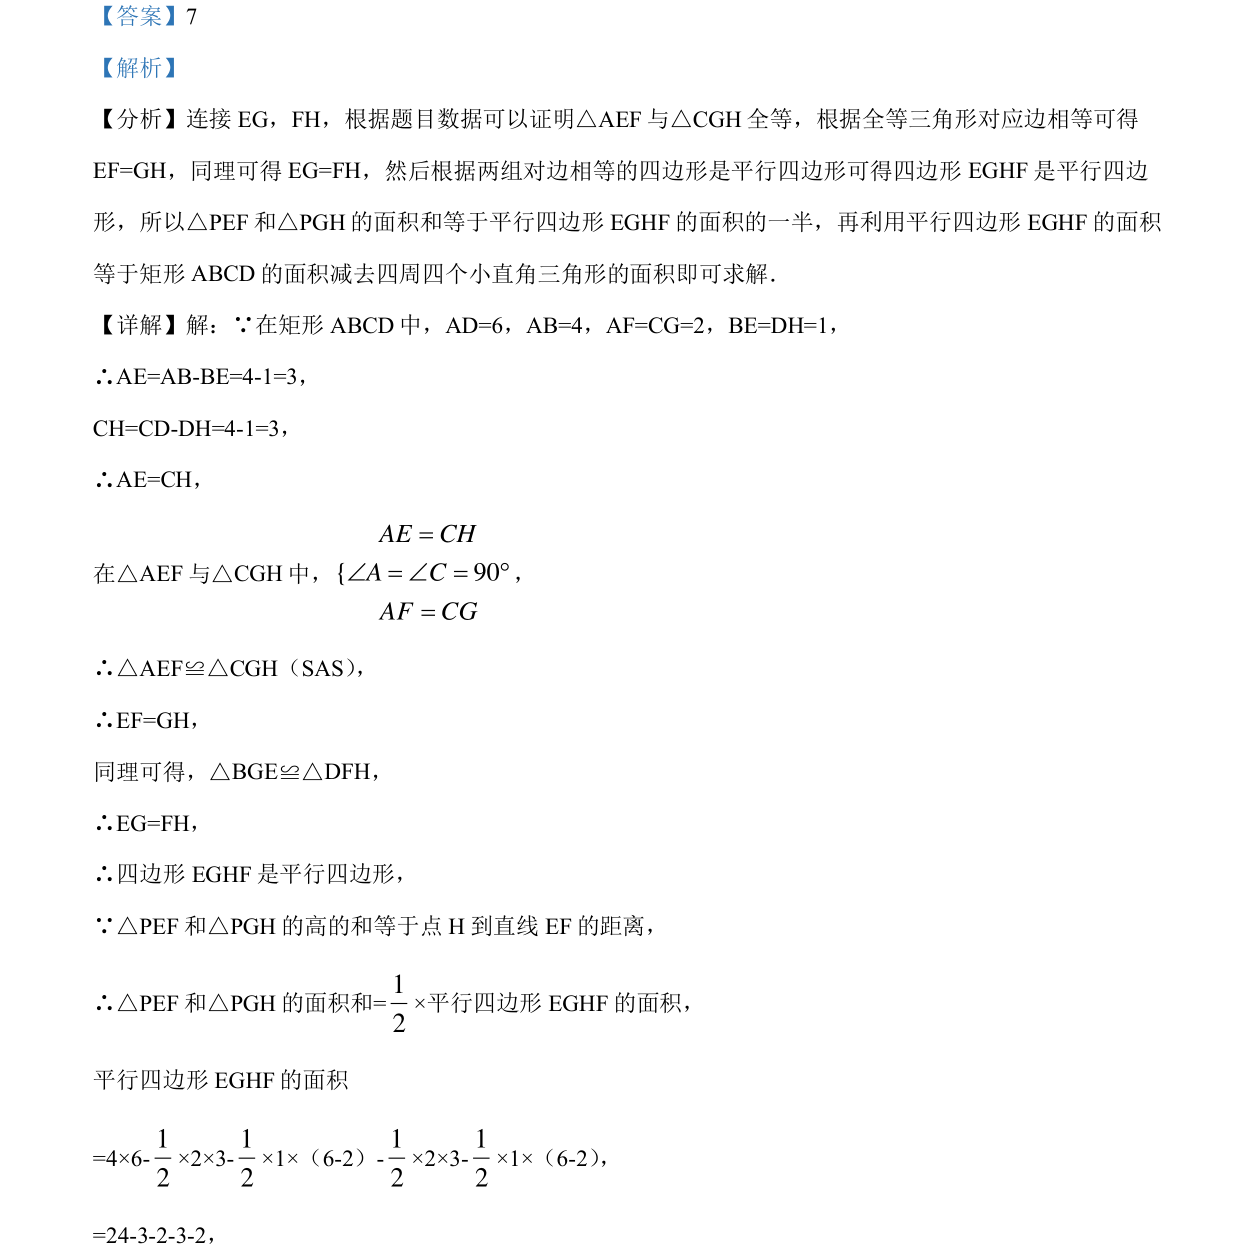 【答案】7
【解析】
【分析】连接 EG，FH，根据题目数据可以证明△AEF 与△CGH 全等，根据全等三角形对应边相等可得
EF=GH，同理可得 EG=FH，然后根据两组对边相等的四边形是平行四边形可得四边形 EGHF 是平行四边
形，所以△PEF 和△PGH 的面积和等于平行四边形 EGHF 的面积的一半，再利用平行四边形 EGHF 的面积
等于矩形 ABCD 的面积减去四周四个小直角三角形的面积即可求解．
【详解】解：∵在矩形 ABCD 中，AD=6，AB=4，AF=CG=2，BE=DH=1，
∴AE=AB-BE=4-1=3，
CH=CD-DH=4-1=3，
∴AE=CH，
AE = CH
在△AEF 与△CGH 中，{∠A = ∠C = 90°，
AF = CG
∴△AEF≌△CGH（SAS），
∴EF=GH，
同理可得，△BGE≌△DFH，
∴EG=FH，
∴四边形 EGHF 是平行四边形，
∵△PEF 和△PGH 的高的和等于点 H 到直线 EF 的距离，
∴△PEF 和△PGH 的面积和=1/2×平行四边形 EGHF 的面积，
平行四边形 EGHF 的面积
=4×6-1/2×2×3-1/2×1×（6-2）-1/2×2×3-1/2×1×（6-2），
=24-3-2-3-2，